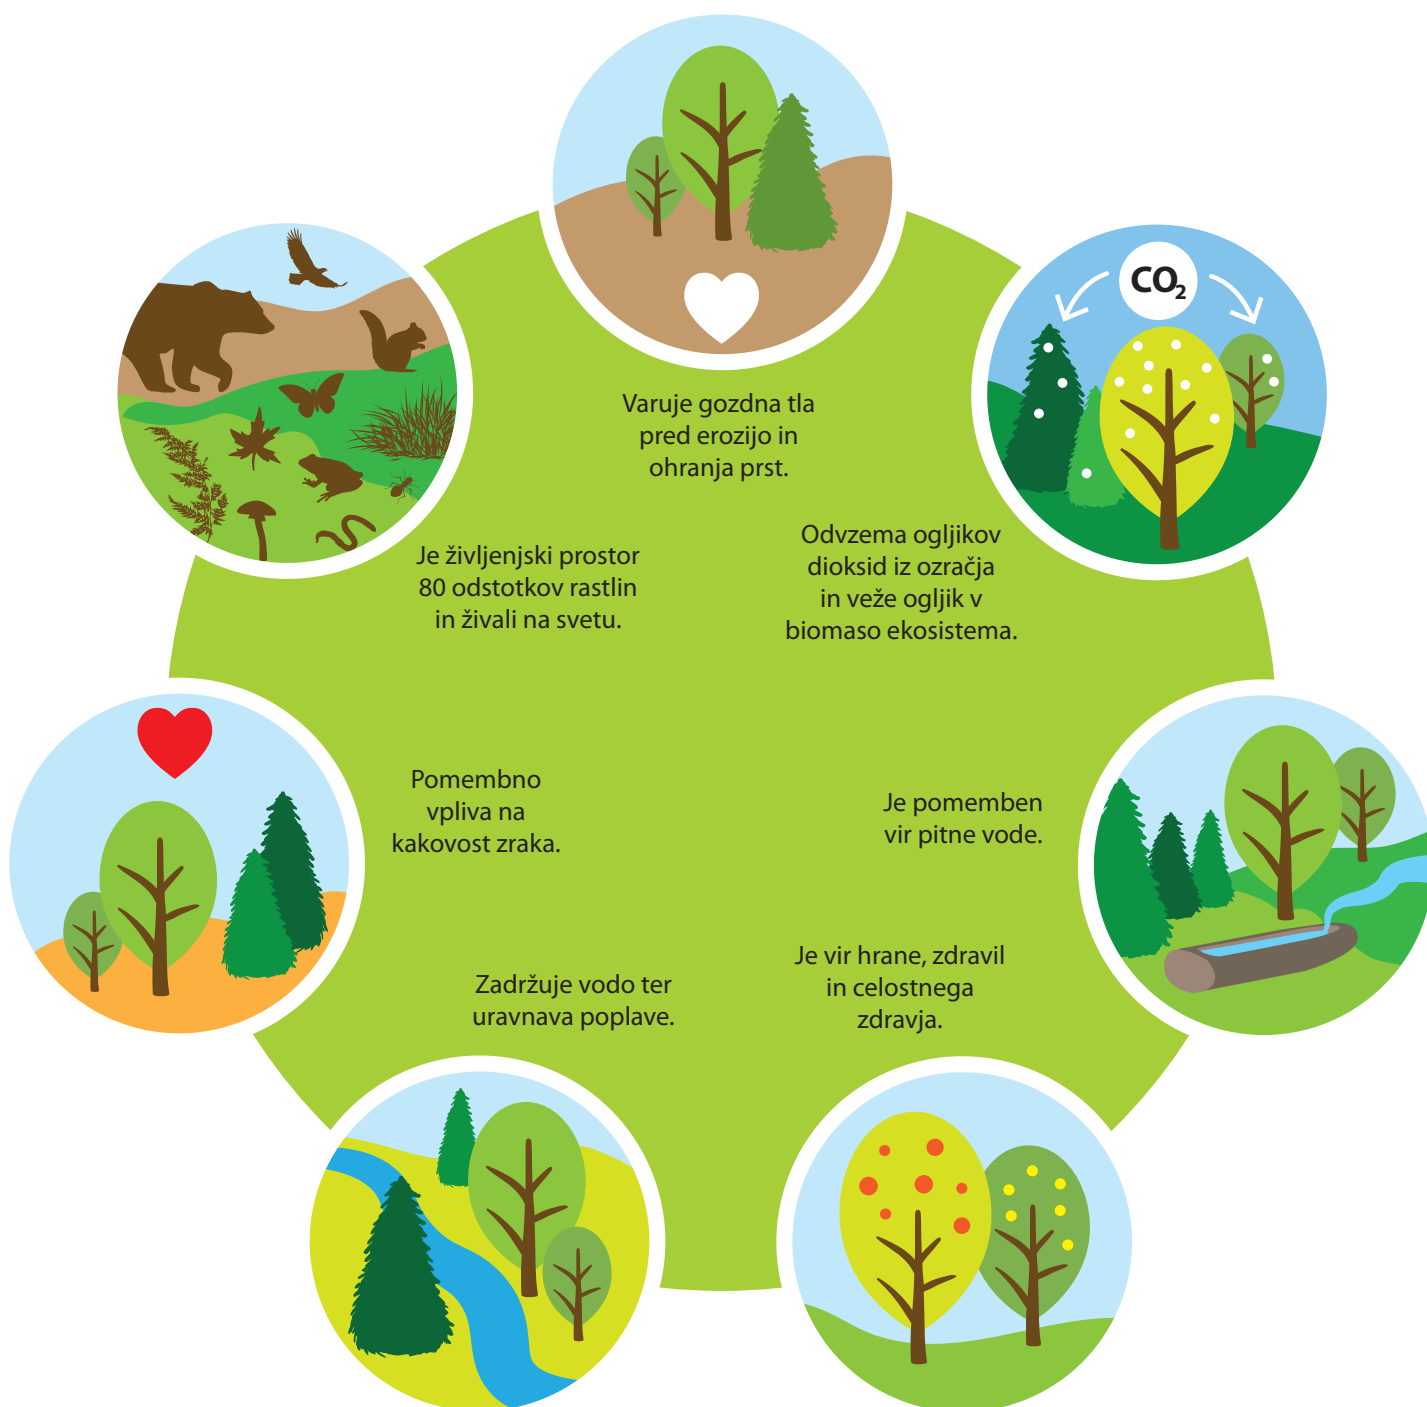 CO₂
Varuje gozdna tla
pred erozijo in
ohranja prst.
Odvzema ogljikov
dioksid iz ozračja
in veže ogljik v
biomaso ekosistema.
Je življenjski prostor
80 odstotkov rastlin
in živali na svetu.
Pomembno
vpliva na
kakovost zraka.
Je pomemben
vir pitne vode.
Je vir hrane, zdravil
in celostnega
zdravja.
Zadržuje vodo ter
uravnava poplave.